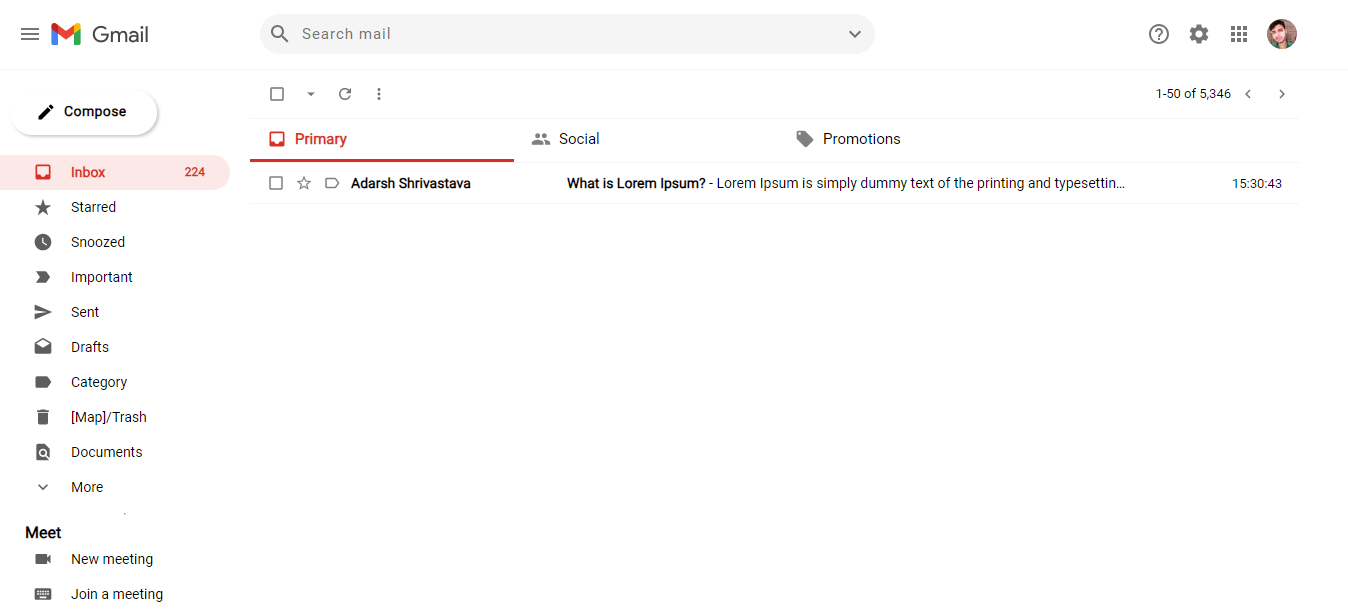 Gmail
Search mail
Compose
1-50 of 5,346
Primary
Social
Promotions
Inbox 224
Adarsh Shrivastava What is Lorem Ipsum? - Lorem Ipsum is simply dummy text of the printing and typesettin... 15:30:43
Starred
Snoozed
Important
Sent
Drafts
Category
[Map]/Trash
Documents
More
Meet
New meeting
Join a meeting